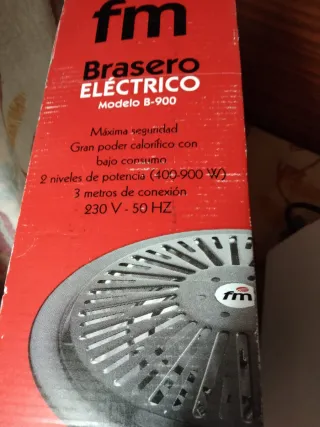 fm
Brasero
ELÉCTRICO
Modelo B-900
Máxima seguridad
Gran poder calorífico con
bajo consumo
2 niveles de potencia (400-900 W)
3 metros de conexión
230 V - 50 HZ
fm